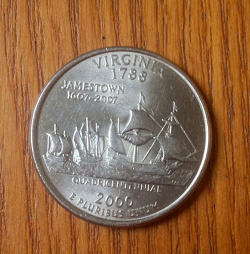 VIRGINIA
1788
JAMESTOWN
1607-2007
QUADRICENTENNIAL
2000
E PLURIBUS UNUM